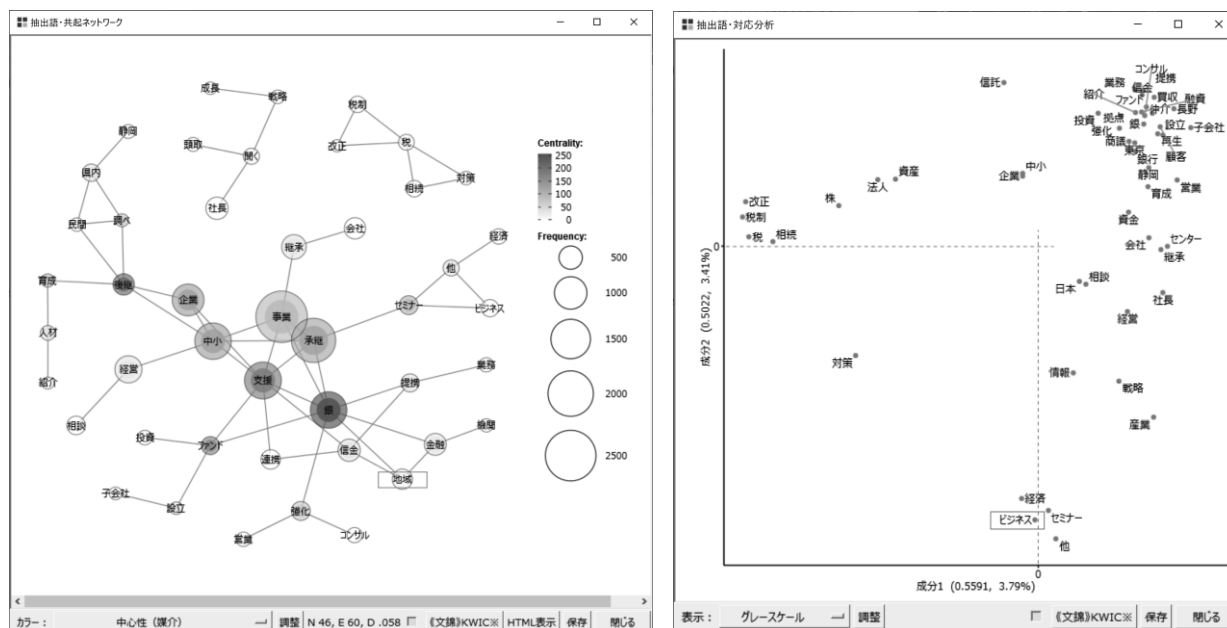 抽出語・共起ネットワーク
成長
戦略
頭取
聞く
社長
税制
改正
税
相続
対策
静岡
県内
民間
調べ
Centrality:
250
200
150
100
50
0
Frequency:
500
1000
1500
2000
2500
会社
継承
経済
他
セミナー
ビジネス
育成
後継
企業
事業
人材
中小
承継
紹介
経営
支援
提携
業務
相談
銀
投資
ファンド
連携
信金
金融
機関
地域
子会社
設立
強化
営業
コンサル
カラー：
中心性（媒介）
調整
N 46, E 60, D .058
《文錦》KWIC※
HTML表示
保存
閉じる
抽出語・対応分析
信託
コンサル
業務
提携
信金
ファンド
買収
紹介
仲介
融資
長野
投資
拠点
銀
設立
子会社
強化
商議
再生
東京
顧客
中小
企業
銀行
静岡
資産
法人
育成
営業
改正
株
税制
資金
税
相続
会社
センター
継承
相談
日本
社長
経営
対策
情報
戦略
産業
経済
ビジネス
セミナー
他
成分2 (0.5022, 3.41%)
0
0
成分1 (0.5591, 3.79%)
表示：
グレースケール
調整
《文錦》KWIC※
保存
閉じる